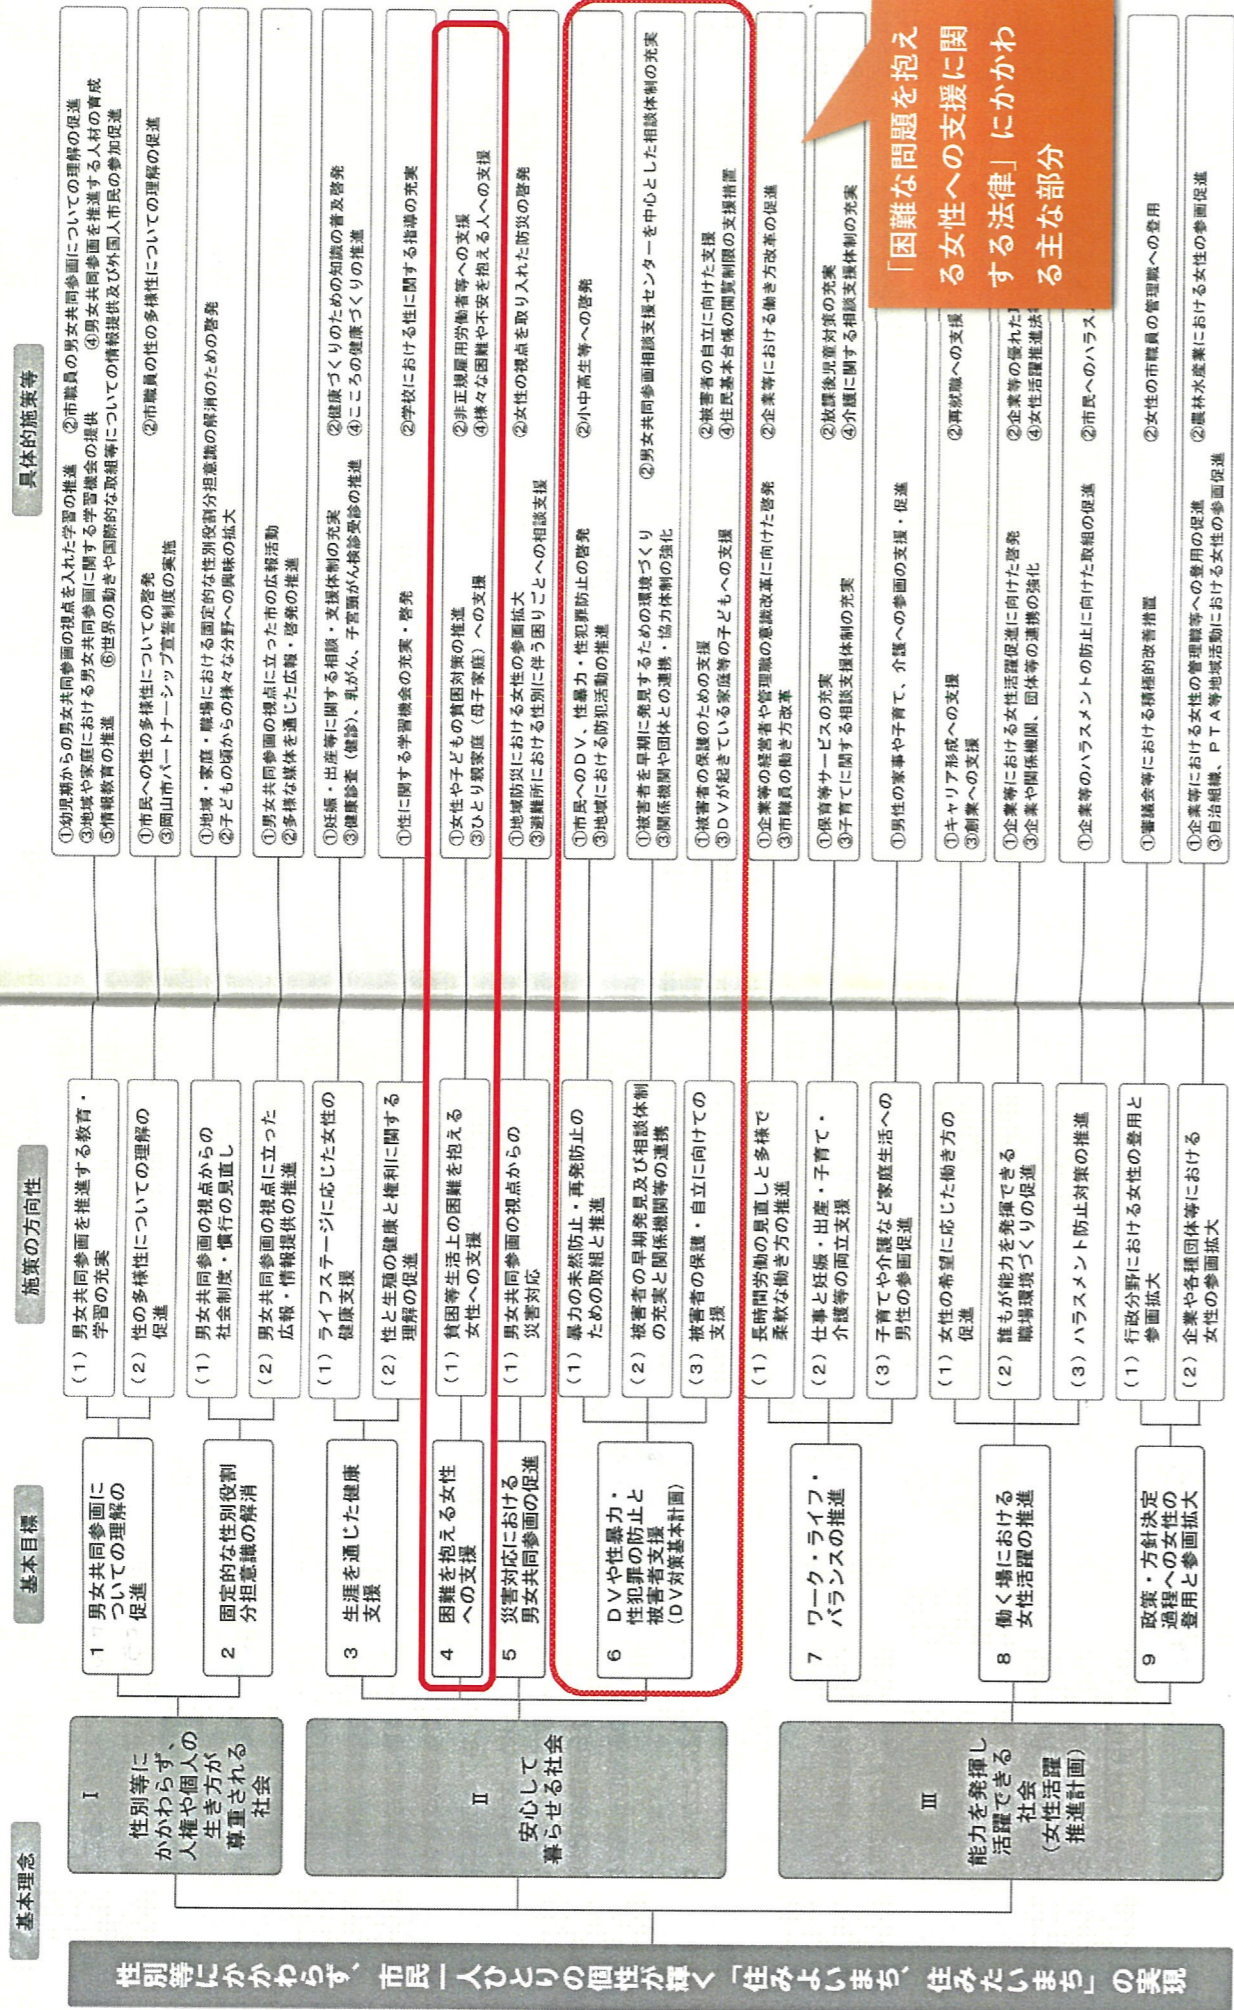 基本理念
基本目標
施策の方向性
具体的施策等
性別等にかかわらず、市民一人ひとりの個性が輝く「住みよいまち、住みたいまち」の実現
Ⅰ
性別等に
かかわらず、
人権や個人の
生き方が
尊重される
社会
1 男女共同参画に
ついての理解の
促進
(1) 男女共同参画を推進する教育・
学習の充実
①幼児期からの男女共同参画の視点を入れた学習の推進 ②市職員の男女共同参画についての理解の促進
③地域や家庭における男女共同参画に関する学習機会の提供 ④男女共同参画を推進する人材の育成
⑤情報教育の推進 ⑥世界の動きや国際的な取組等についての情報提供及び外国人市民の参加促進
(2) 性の多様性についての理解の
促進
①市民への性の多様性についての啓発 ②市職員の性の多様性についての理解の促進
③岡山市パートナーシップ宣誓制度の実施
2 固定的な性別役割
分担意識の解消
(1) 男女共同参画の視点からの
社会制度・慣行の見直し
①地域・家庭・職場における固定的な性別役割分担意識の解消のための啓発
②子どもの頃からの様々な分野への興味の拡大
(2) 男女共同参画の視点に立った
広報・情報提供の推進
①男女共同参画の視点に立った市の広報活動
②多様な媒体を通じた広報・啓発の推進
Ⅱ
安心して
暮らせる社会
3 生涯を通じた健康
支援
(1) ライフステージに応じた女性の
健康支援
①妊娠・出産等に関する相談・支援体制の充実 ②健康づくりのための知識の普及啓発
③健康診査(健診)、乳がん、子宮頸がん検診受診の推進 ④こころの健康づくりの推進
(2) 性と生殖の健康と権利に関する
理解の促進
①性に関する学習機会の充実・啓発 ②学校における性に関する指導の充実
4 困難を抱える女性
への支援
(1) 貧困等生活上の困難を抱える
女性への支援
①女性や子どもの貧困対策の推進 ②非正規雇用労働者等への支援
③ひとり親家庭(母子家庭)への支援 ④様々な困難や不安を抱える人への支援
5 災害対応における
男女共同参画の促進
(1) 男女共同参画の視点からの
災害対応
①地域防災における女性の参画拡大 ②女性の視点を取り入れた防災の啓発
③避難所における性別に伴う困りごとへの相談支援
6 DVや性暴力・
性犯罪の防止と
被害者支援
(DV対策基本計画)
(1) 暴力の未然防止・再発防止の
ための取組と推進
①市民へのDV、性暴力・性犯罪防止の啓発 ②小中高生等への啓発
③地域における防犯活動の推進
(2) 被害者の早期発見及び相談体制
の充実と関係機関等の連携
①被害者を早期に発見するための環境づくり ②男女共同参画相談支援センターを中心とした相談体制の充実
③関係機関や団体との連携・協力体制の強化
(3) 被害者の保護・自立に向けての
支援
①被害者の保護のための支援 ②被害者の自立に向けた支援
③DVが起きている家庭等の子どもへの支援 ④住民基本台帳の閲覧制限の支援措置
Ⅲ
能力を発揮し
活躍できる
社会
(女性活躍
推進計画)
7 ワーク・ライフ・
バランスの推進
(1) 長時間労働の見直しと多様で
柔軟な働き方の推進
①企業等の経営者や管理職の意識改革に向けた啓発 ②企業等における働き方改革の促進
③市職員の働き方改革
(2) 仕事と妊娠・出産・子育て・
介護等の両立支援
①保育等サービスの充実 ②放課後児童対策の充実
③子育てに関する相談支援体制の充実 ④介護に関する相談支援体制の充実
(3) 子育てや介護など家庭生活への
男性の参画促進
①男性の家事や子育て、介護への参画の支援・促進
8 働く場における
女性活躍の推進
(1) 女性の希望に応じた働き方の
促進
①キャリア形成への支援 ②再就職への支援
③創業への支援
(2) 誰もが能力を発揮できる
職場環境づくりの促進
①企業等における女性活躍促進に向けた啓発 ②企業等の優れた
③企業や関係機関、団体等の連携の強化 ④女性活躍推進法
(3) ハラスメント防止対策の推進
①企業等のハラスメントの防止に向けた取組の促進 ②市民へのハラス
9 政策・方針決定
過程への女性の
登用と参画拡大
(1) 行政分野における女性の登用と
参画拡大
①審議会等における積極的改善措置 ②女性の市職員の管理職への登用
(2) 企業や各種団体等における
女性の参画拡大
①企業等における女性の管理職等への登用の促進 ②農林水産業における女性の参画促進
③自治組織、PTA等地域活動における女性の参画促進
「困難な問題を抱え
る女性への支援に関
する法律」にかかわ
る主な部分